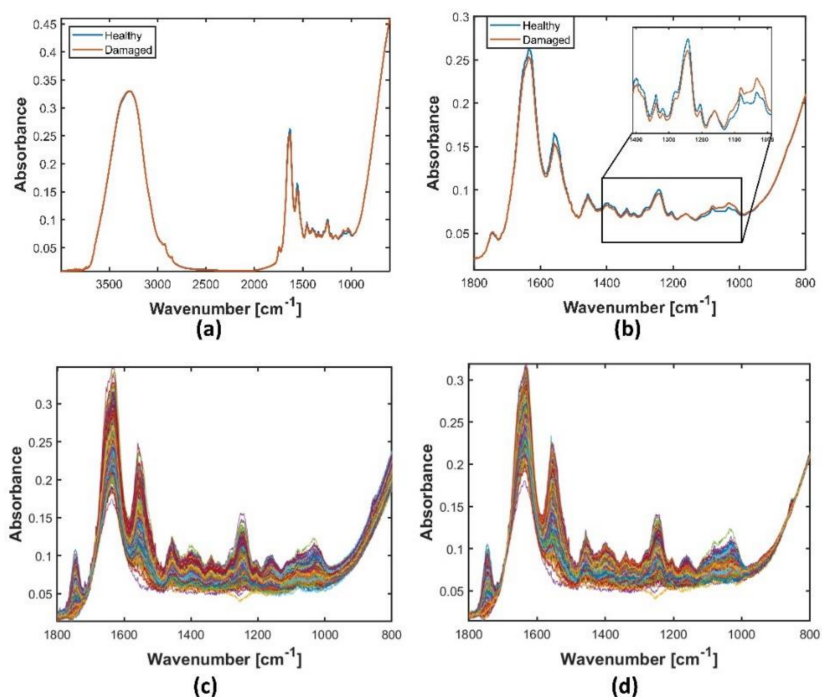 Healthy
Damaged
0.45
0.4
0.35
0.3
0.25
0.2
0.15
0.1
0.05
Absorbance
3500 3000 2500 2000 1500 1000
Wavenumber [cm-1]
(a)
Healthy
Damaged
0.3
0.25
0.2
0.15
0.1
0.05
Absorbance
1800 1600 1400 1200 1000 800
Wavenumber [cm-1]
(b)
0.3
0.25
0.2
0.15
0.1
0.05
Absorbance
1800 1600 1400 1200 1000 800
Wavenumber [cm-1]
(c)
0.3
0.25
0.2
0.15
0.1
0.05
Absorbance
1800 1600 1400 1200 1000 800
Wavenumber [cm-1]
(d)